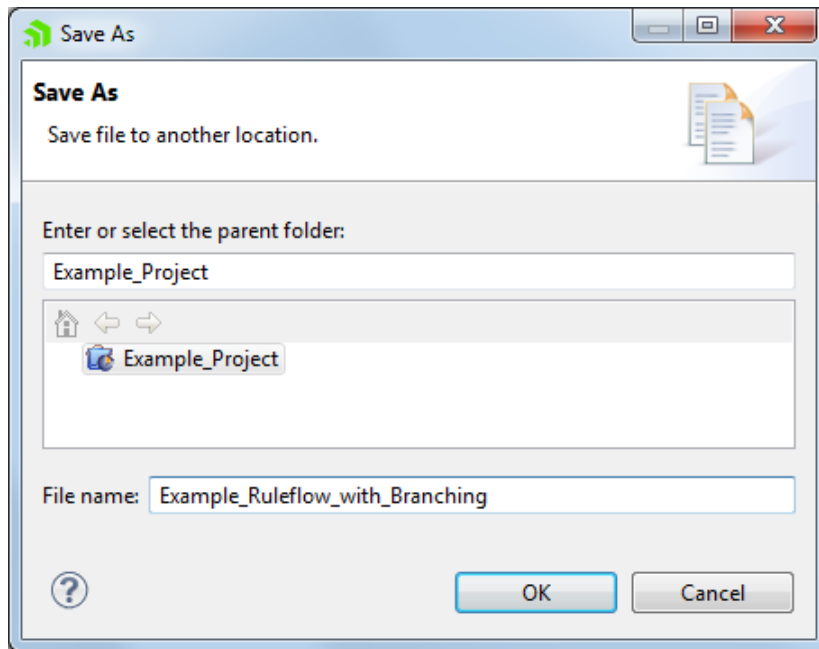 Save As
Save As
Save file to another location.
Enter or select the parent folder:
Example_Project
Example_Project
File name: Example_Ruleflow_with_Branching
? OK Cancel